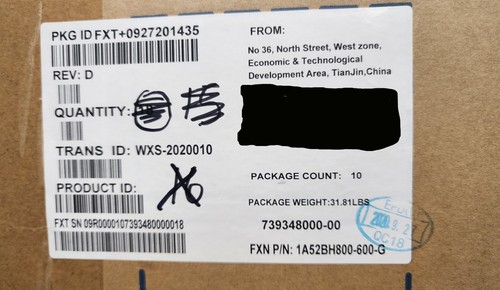 PKG ID FXT+0927201435
REV: D
QUANTITY:
TRANS ID: WXS-2020010
PRODUCT ID:
FXT SN 09R0000107393480000018
FROM:
No 36, North Street, West zone,
Economic & Technological
Development Area, TianJin,China
PACKAGE COUNT: 10
PACKAGE WEIGHT:31.81LBS
739348000-00
FXN P/N: 1A52BH800-600-G
QC18